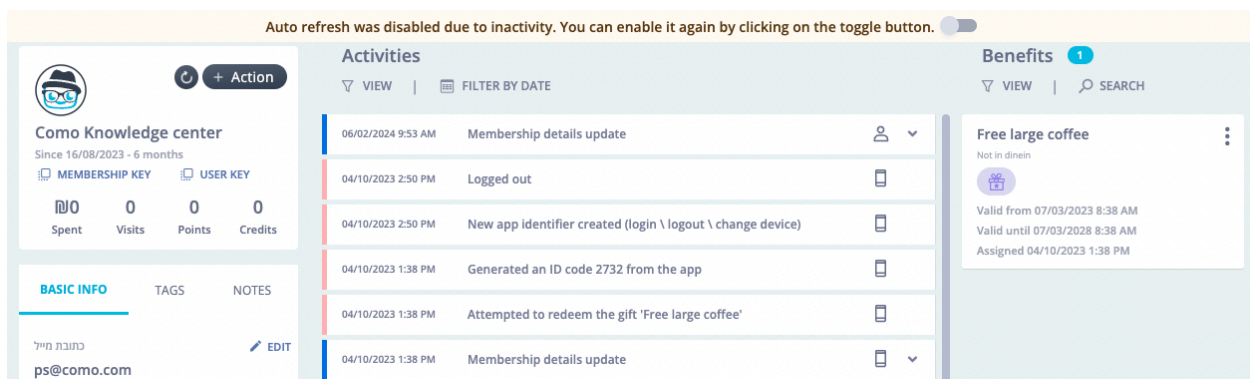 Auto refresh was disabled due to inactivity. You can enable it again by clicking on the toggle button.
+ Action
Como Knowledge center
Since 16/08/2023 - 6 months
MEMBERSHIP KEY
USER KEY
₪0
Spent
0
Visits
0
Points
0
Credits
BASIC INFO
TAGS
NOTES
כתובת מייל
EDIT
ps@como.com
Activities
VIEW | FILTER BY DATE
06/02/2024 9:53 AM Membership details update
04/10/2023 2:50 PM Logged out
04/10/2023 2:50 PM New app identifier created (login \ logout \ change device)
04/10/2023 1:38 PM Generated an ID code 2732 from the app
04/10/2023 1:38 PM Attempted to redeem the gift 'Free large coffee'
04/10/2023 1:38 PM Membership details update
Benefits 1
VIEW | SEARCH
Free large coffee
Not in dinein
Valid from 07/03/2023 8:38 AM
Valid until 07/03/2028 8:38 AM
Assigned 04/10/2023 1:38 PM